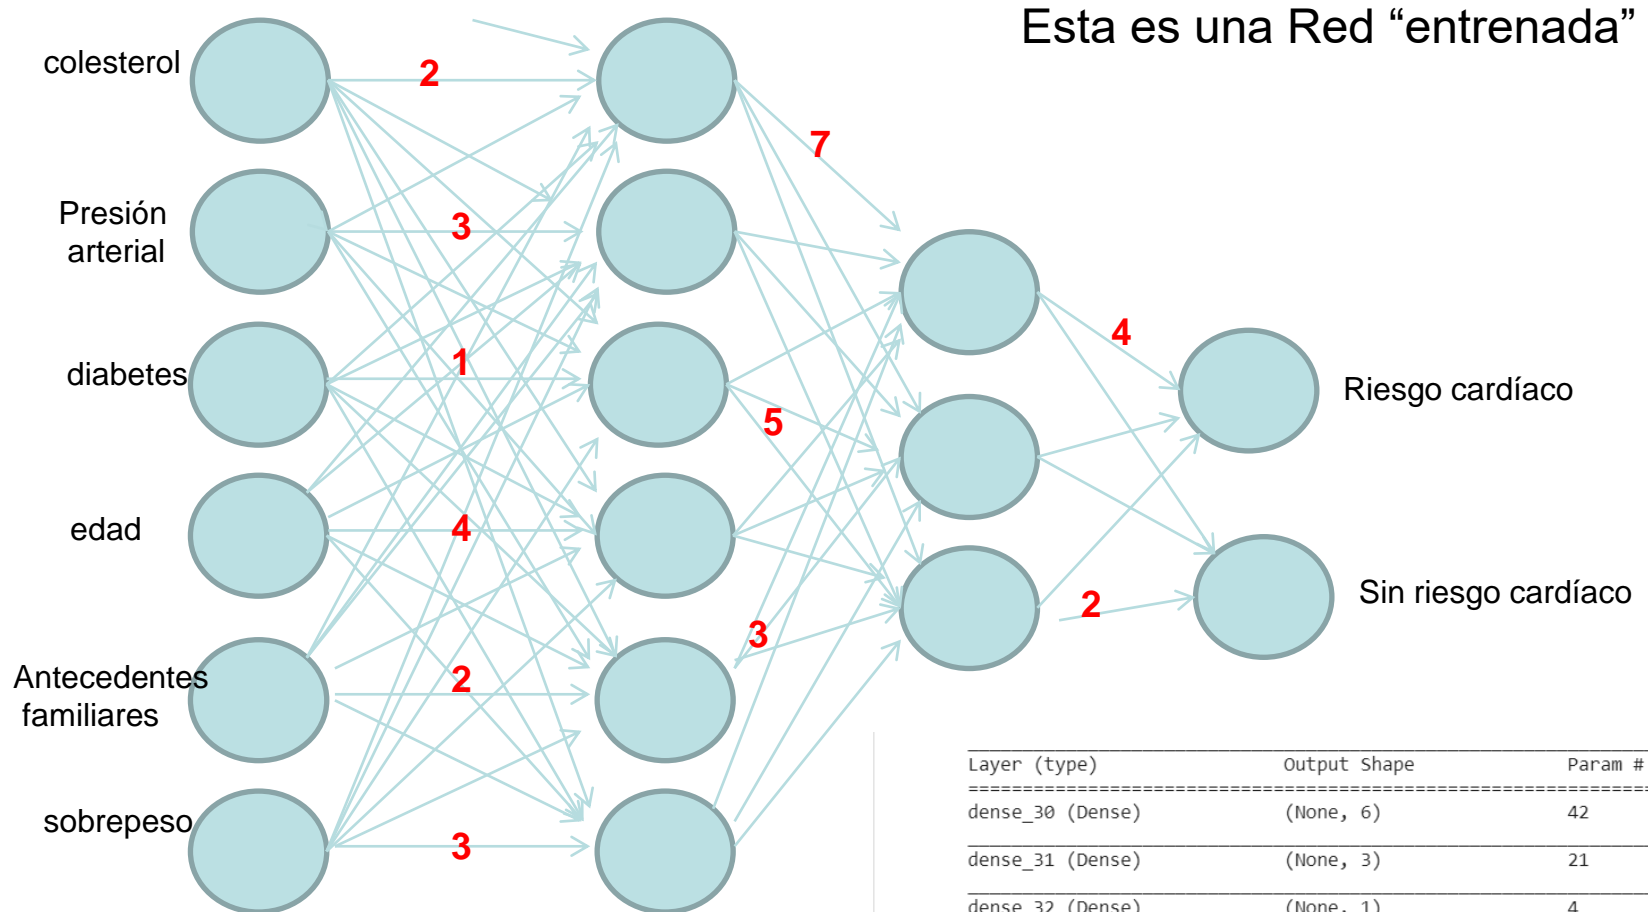 Esta es una Red “entrenada”
colesterol
2
7
Presión
arterial
3
4
diabetes
1
Riesgo cardíaco
5
edad
4
Sin riesgo cardíaco
2
3
Antecedentes
familiares
2
sobrepeso
3
Layer (type) Output Shape Param #
dense_30 (Dense) (None, 6) 42
dense_31 (Dense) (None, 3) 21
dense_32 (Dense) (None, 1) 4